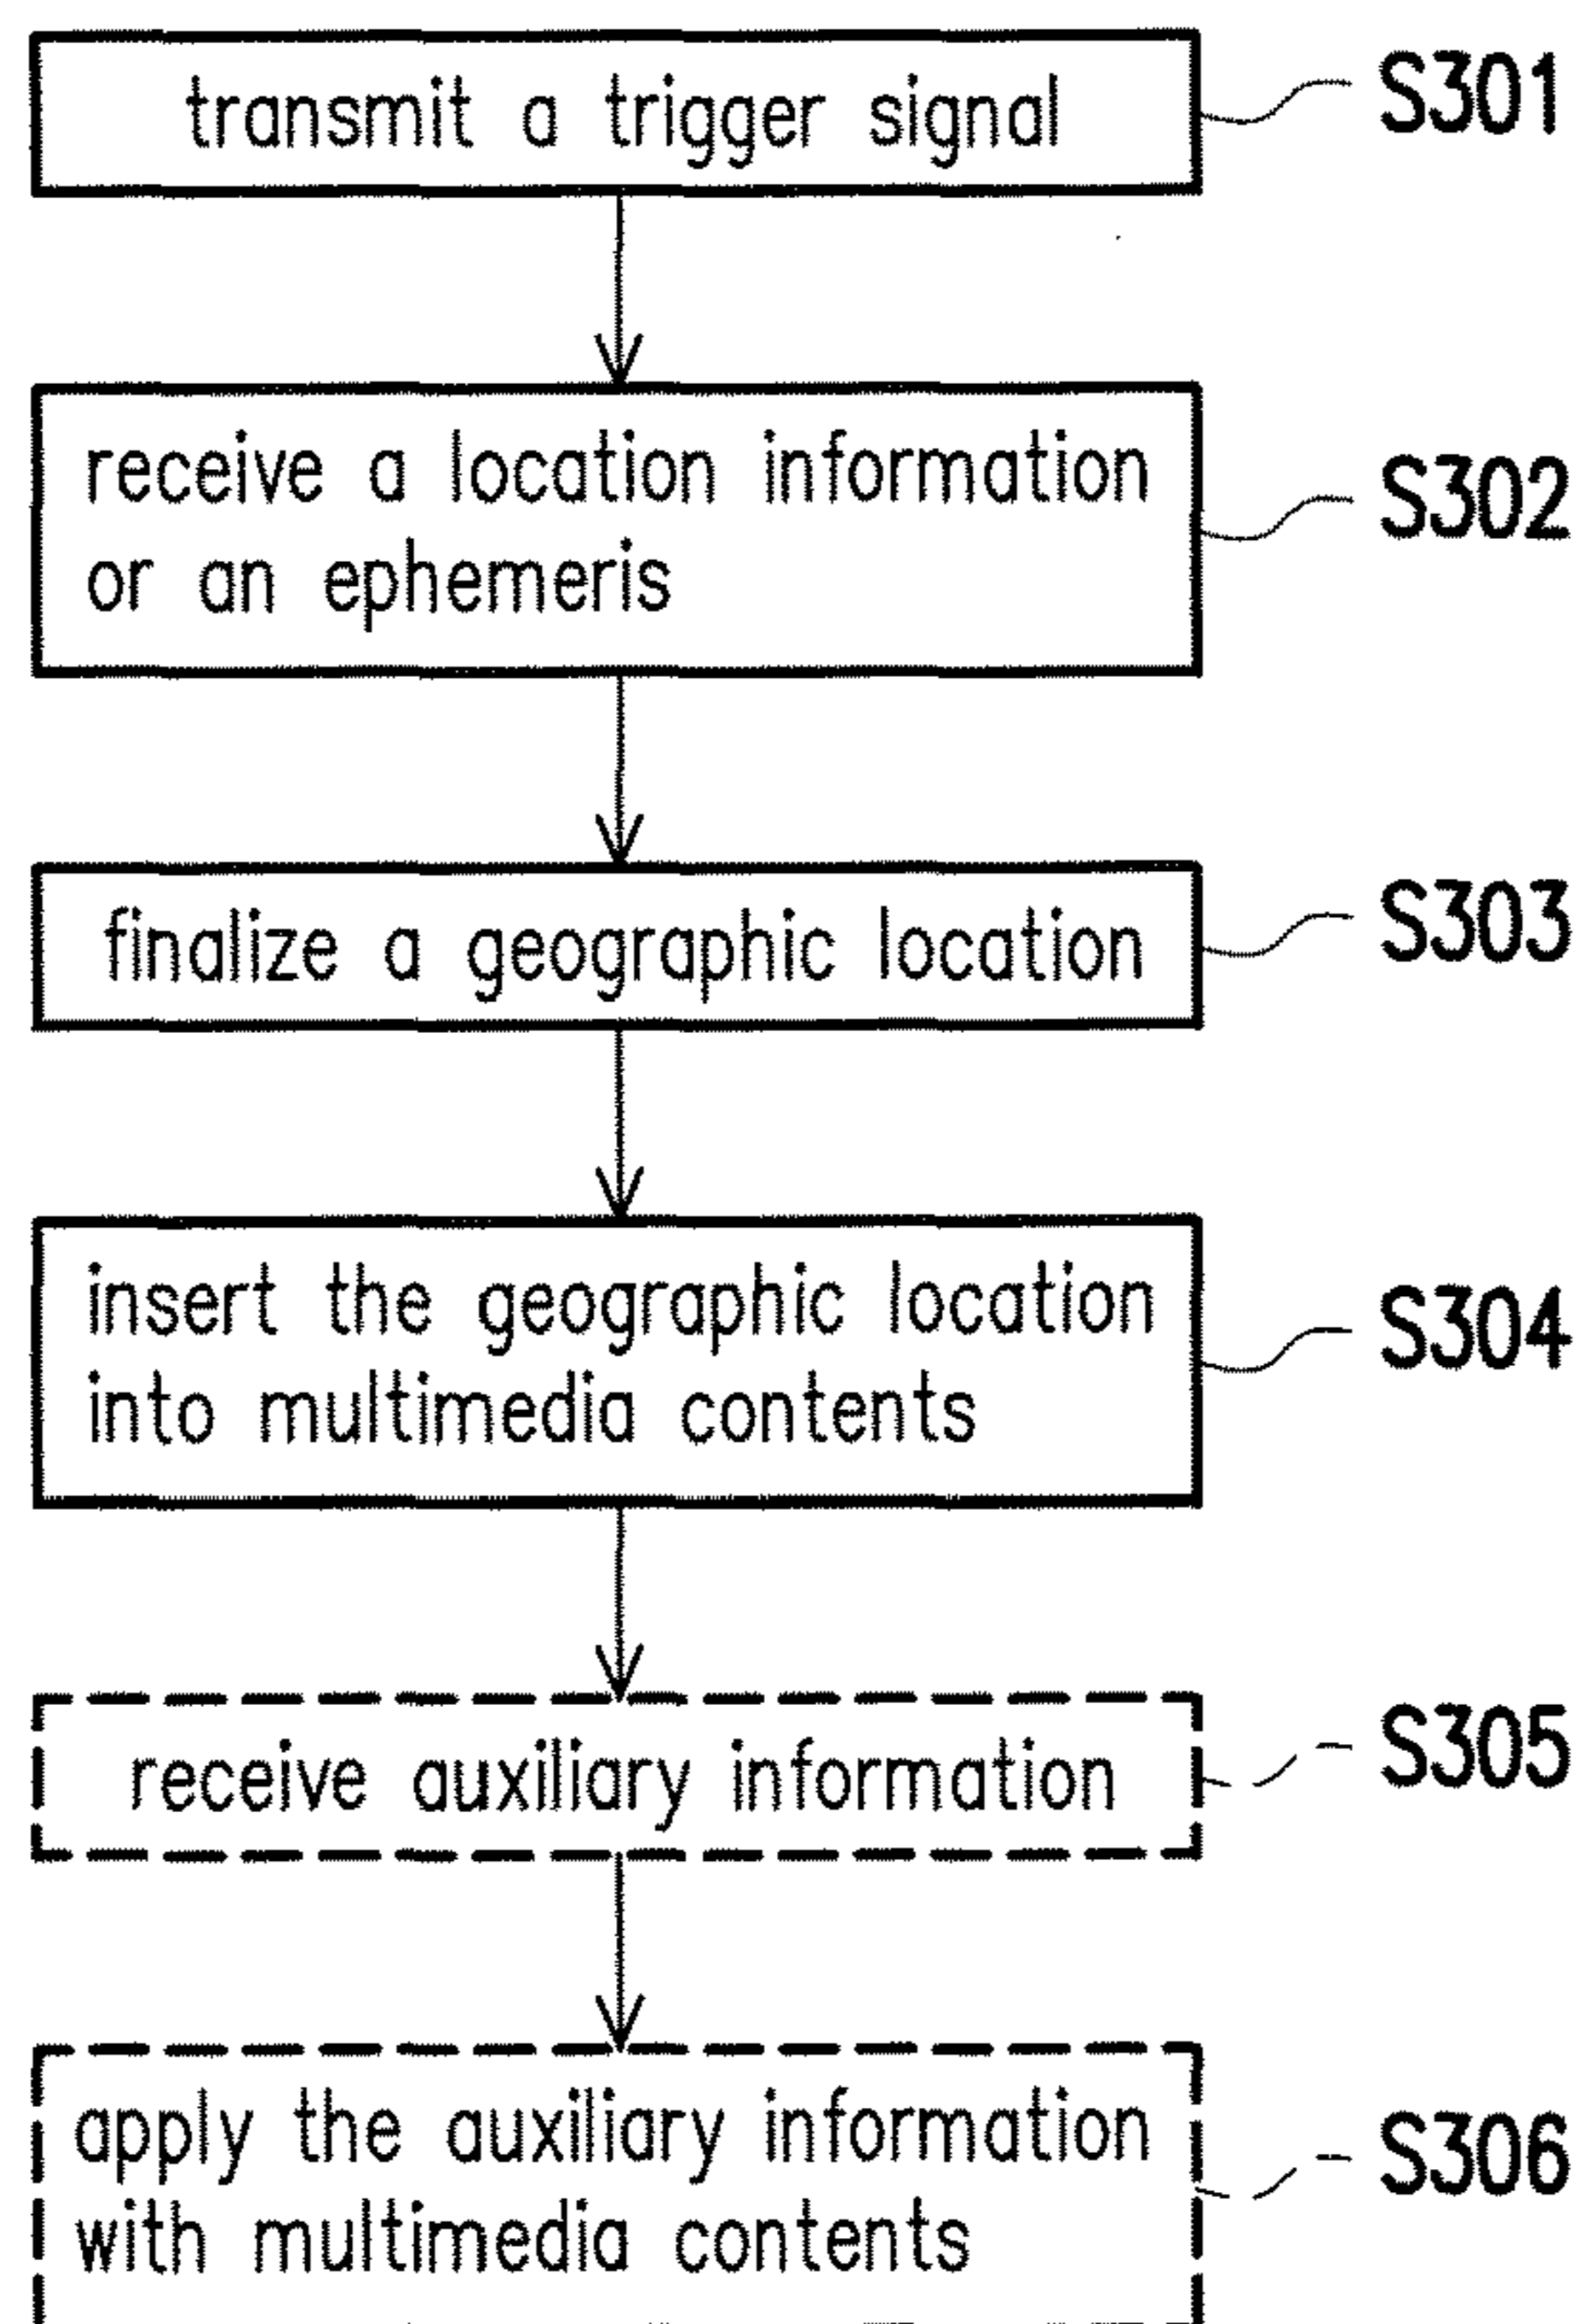 transmit a trigger signal
S301
receive a location information
or an ephemeris
S302
finalize a geographic location
S303
insert the geographic location
into multimedia contents
S304
receive auxiliary information
S305
apply the auxiliary information
with multimedia contents
S306